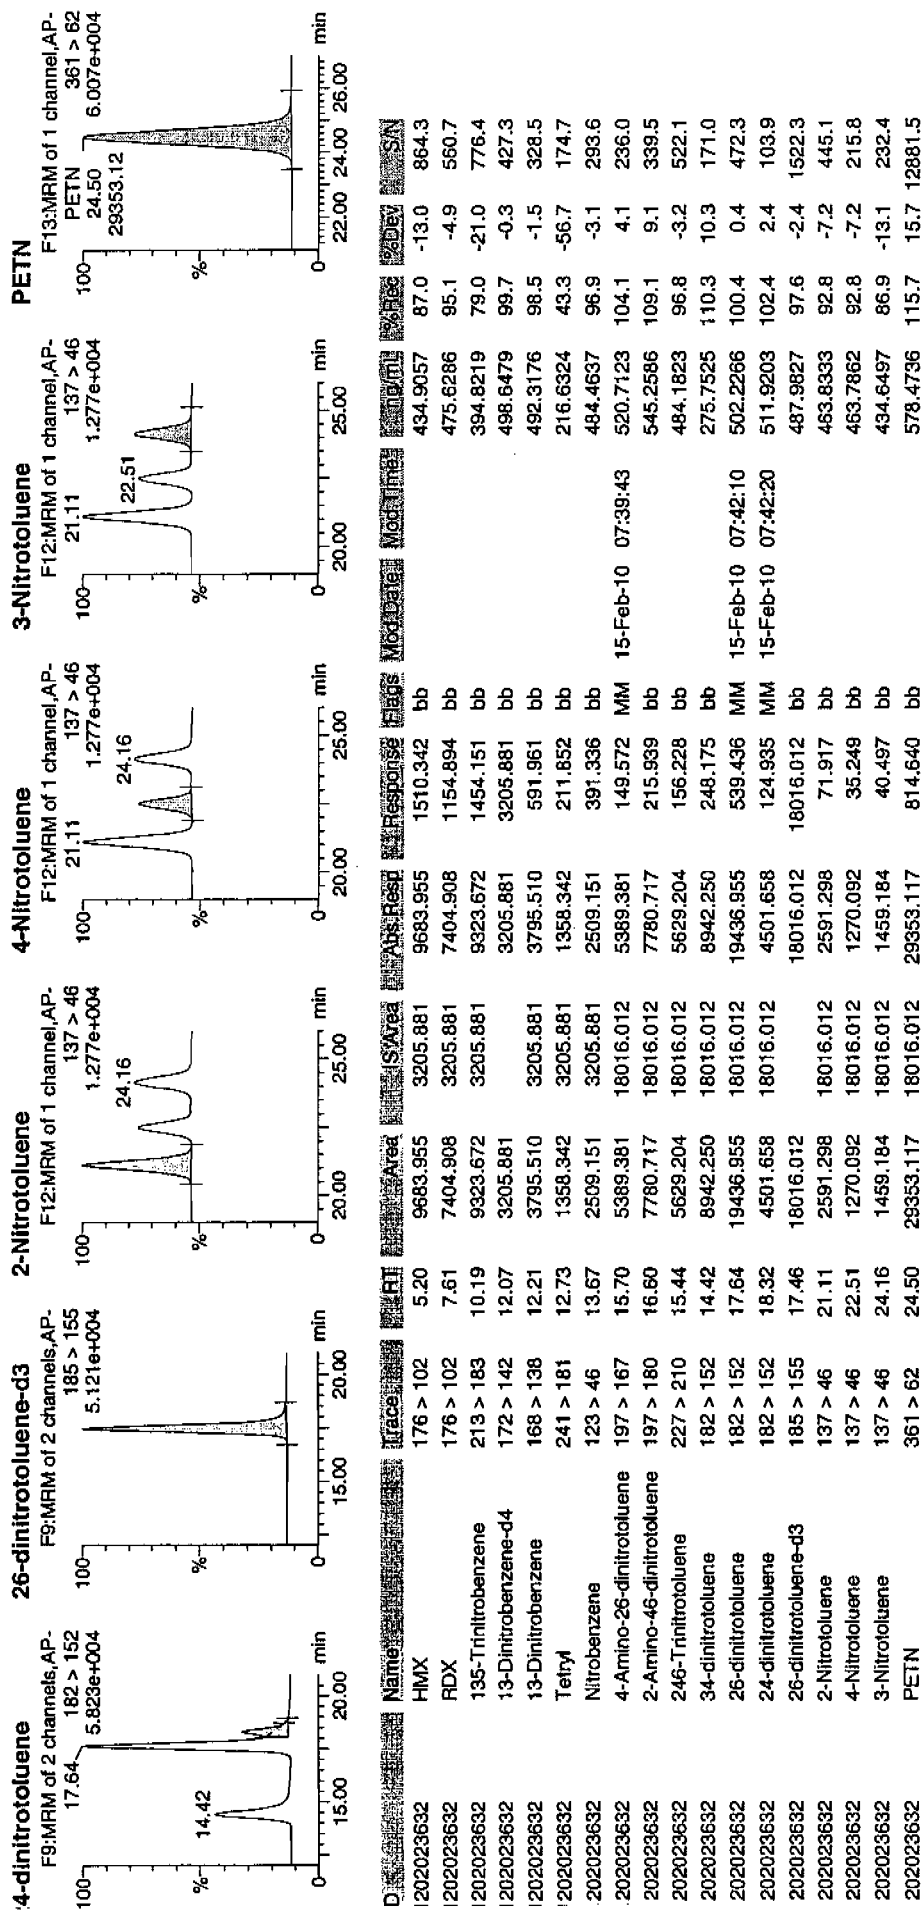 :4-dinitrotoluene
F9:MRM of 2 channels,AP-
182 > 152
5.823e+004
17.64
14.42
100
%
0
15.00
20.00
26-dinitrotoluene-d3
F9:MRM of 2 channels,AP-
185 > 155
5.121e+004
100
%
0
15.00
20.00
min
2-Nitrotoluene
F12:MRM of 1 channel,AP-
137 > 46
1.277e+004
24.16
100
%
0
20.00
25.00
min
4-Nitrotoluene
F12:MRM of 1 channel,AP-
21.11
137 > 46
1.277e+004
24.16
100
%
0
20.00
25.00
min
3-Nitrotoluene
F12:MRM of 1 channel,AP-
21.11
137 > 46
1.277e+004
22.51
100
%
0
20.00
25.00
min
PETN
F13:MRM of 1 channel,AP-
PETN
24.50
29353.12
361 > 62
6.007e+004
100
%
0
22.00
24.00
26.00
min
D Name Trace RT Area IS Area Abs.Resp Response Flags Mod.Date Mod.Time ng/mL %Rec %Dev S/N
1202023632 HMX 176 > 102 5.20 9683.955 3205.881 9683.955 1510.342 bb 434.9057 87.0 -13.0 864.3
1202023632 RDX 176 > 102 7.61 7404.908 3205.881 7404.908 1154.894 bb 475.6286 95.1 -4.9 560.7
1202023632 135-Trinitrobenzene 213 > 183 10.19 9323.672 3205.881 9323.672 1454.151 bb 394.8219 79.0 -21.0 776.4
1202023632 13-Dinitrobenzene-d4 172 > 142 12.07 3205.881 3205.881 3205.881 bb 498.6479 99.7 -0.3 427.3
1202023632 13-Dinitrobenzene 168 > 138 12.21 3795.510 3205.881 3795.510 591.961 bb 492.3176 98.5 -1.5 328.5
1202023632 Tetryl 241 > 181 12.73 1358.342 3205.881 1358.342 211.852 bb 216.6324 43.3 -56.7 174.7
1202023632 Nitrobenzene 123 > 46 13.67 2509.151 3205.881 2509.151 391.336 bb 484.4637 96.9 -3.1 293.6
1202023632 4-Amino-26-dinitrotoluene 197 > 167 15.70 5389.381 18016.012 5389.381 149.572 MM 15-Feb-10 07:39:43 520.7123 104.1 4.1 236.0
1202023632 2-Amino-46-dinitrotoluene 197 > 180 16.60 7780.717 18016.012 7780.717 215.939 bb 545.2586 109.1 9.1 339.5
202023632 246-Trinitrotoluene 227 > 210 15.44 5629.204 18016.012 5629.204 156.228 bb 484.1823 96.8 -3.2 522.1
202023632 34-dinitrotoluene 182 > 152 14.42 8942.250 18016.012 8942.250 248.175 bb 275.7525 110.3 10.3 171.0
202023632 26-dinitrotoluene 182 > 152 17.64 19436.955 18016.012 19436.955 539.436 MM 15-Feb-10 07:42:10 502.2266 100.4 0.4 472.3
202023632 24-dinitrotoluene 182 > 152 18.32 4501.658 18016.012 4501.658 124.935 MM 15-Feb-10 07:42:20 511.9203 102.4 2.4 103.9
202023632 26-dinitrotoluene-d3 185 > 155 17.46 18016.012 18016.012 18016.012 bb 487.9827 97.6 -2.4 1522.3
202023632 2-Nitrotoluene 137 > 46 21.11 2591.298 18016.012 2591.298 71.917 bb 463.8333 92.8 -7.2 445.1
202023632 4-Nitrotoluene 137 > 46 22.51 1270.092 18016.012 1270.092 35.249 bb 463.7862 92.8 -7.2 215.8
202023632 3-Nitrotoluene 137 > 46 24.16 1459.184 18016.012 1459.184 40.497 bb 434.6497 86.9 -13.1 232.4
202023632 PETN 361 > 62 24.50 29353.117 18016.012 29353.117 814.640 bb 578.4736 115.7 15.7 12881.5